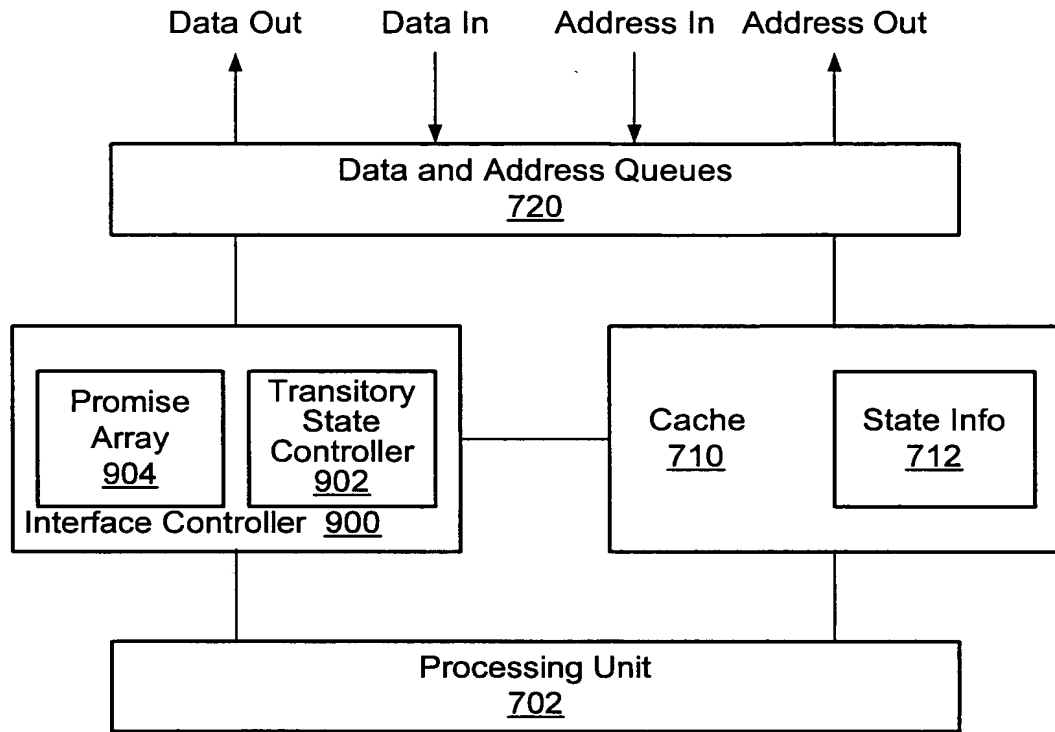 Data Out
Data In
Address In
Address Out
Data and Address Queues
720
Promise
Array
904
Transitory
State
Controller
902
Interface Controller 900
Cache
710
State Info
712
Processing Unit
702